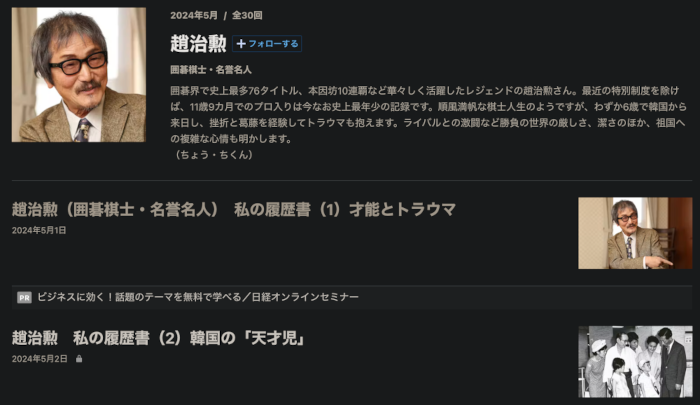 2024年5月 / 全30回
趙治勲 ＋フォローする
囲碁棋士・名誉名人
囲碁界で史上最多76タイトル、本因坊10連覇など華々しく活躍したレジェンドの趙治勲さん。最近の特別制度を除け
ば、11歳9カ月でのプロ入りは今なお史上最年少の記録です。順風満帆な棋士人生のようですが、わずか6歳で韓国から
来日し、挫折と葛藤を経験してトラウマも抱えます。ライバルとの激闘など勝負の世界の厳しさ、潔さのほか、祖国へ
の複雑な心情も明かします。
（ちょう・ちくん）
趙治勲（囲碁棋士・名誉名人）　私の履歴書（1）才能とトラウマ
2024年5月1日
PR ビジネスに効く！話題のテーマを無料で学べる／日経オンラインセミナー
趙治勲　私の履歴書（2）韓国の「天才児」
2024年5月2日